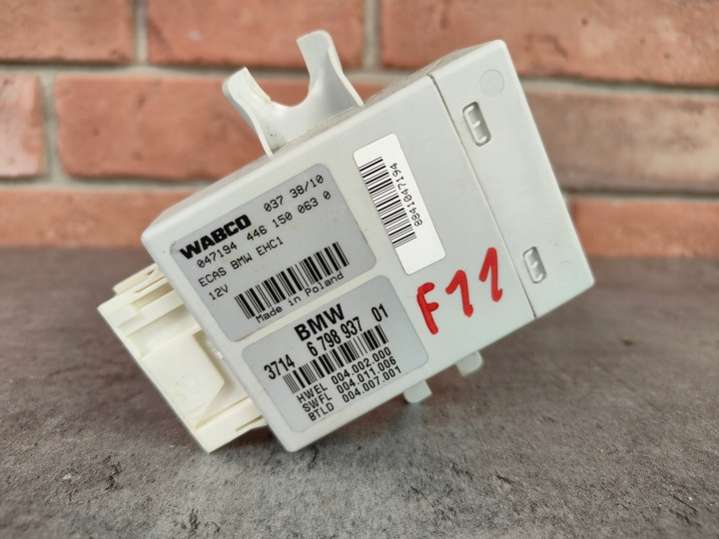 WABCO 037 38/10
047194 446 150 063 0
ECAS BMW EHC1
12V
Made in Poland
8841047194
BMW
3714 6 798 937 01
HWEL 004.002.000
SWFL 004.011.006
BTLD 004.007.001
F11